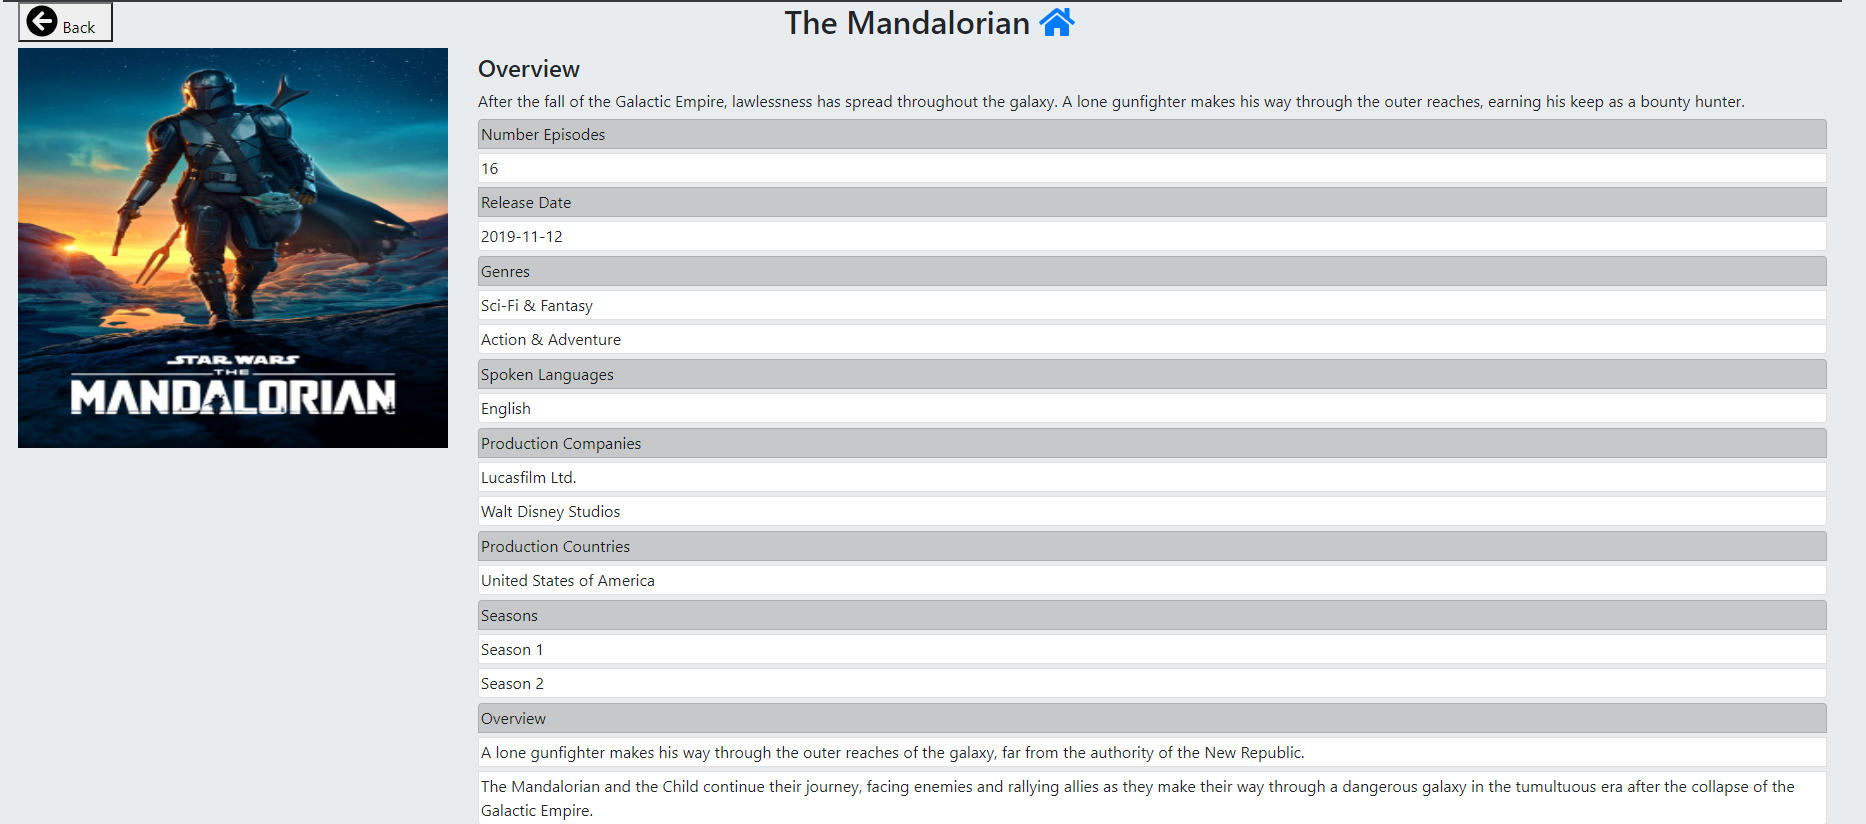 Back
The Mandalorian
STAR WARS
THE
MANDALORIAN
Overview
After the fall of the Galactic Empire, lawlessness has spread throughout the galaxy. A lone gunfighter makes his way through the outer reaches, earning his keep as a bounty hunter.
Number Episodes
16
Release Date
2019-11-12
Genres
Sci-Fi & Fantasy
Action & Adventure
Spoken Languages
English
Production Companies
Lucasfilm Ltd.
Walt Disney Studios
Production Countries
United States of America
Seasons
Season 1
Season 2
Overview
A lone gunfighter makes his way through the outer reaches of the galaxy, far from the authority of the New Republic.
The Mandalorian and the Child continue their journey, facing enemies and rallying allies as they make their way through a dangerous galaxy in the tumultuous era after the collapse of the
Galactic Empire.